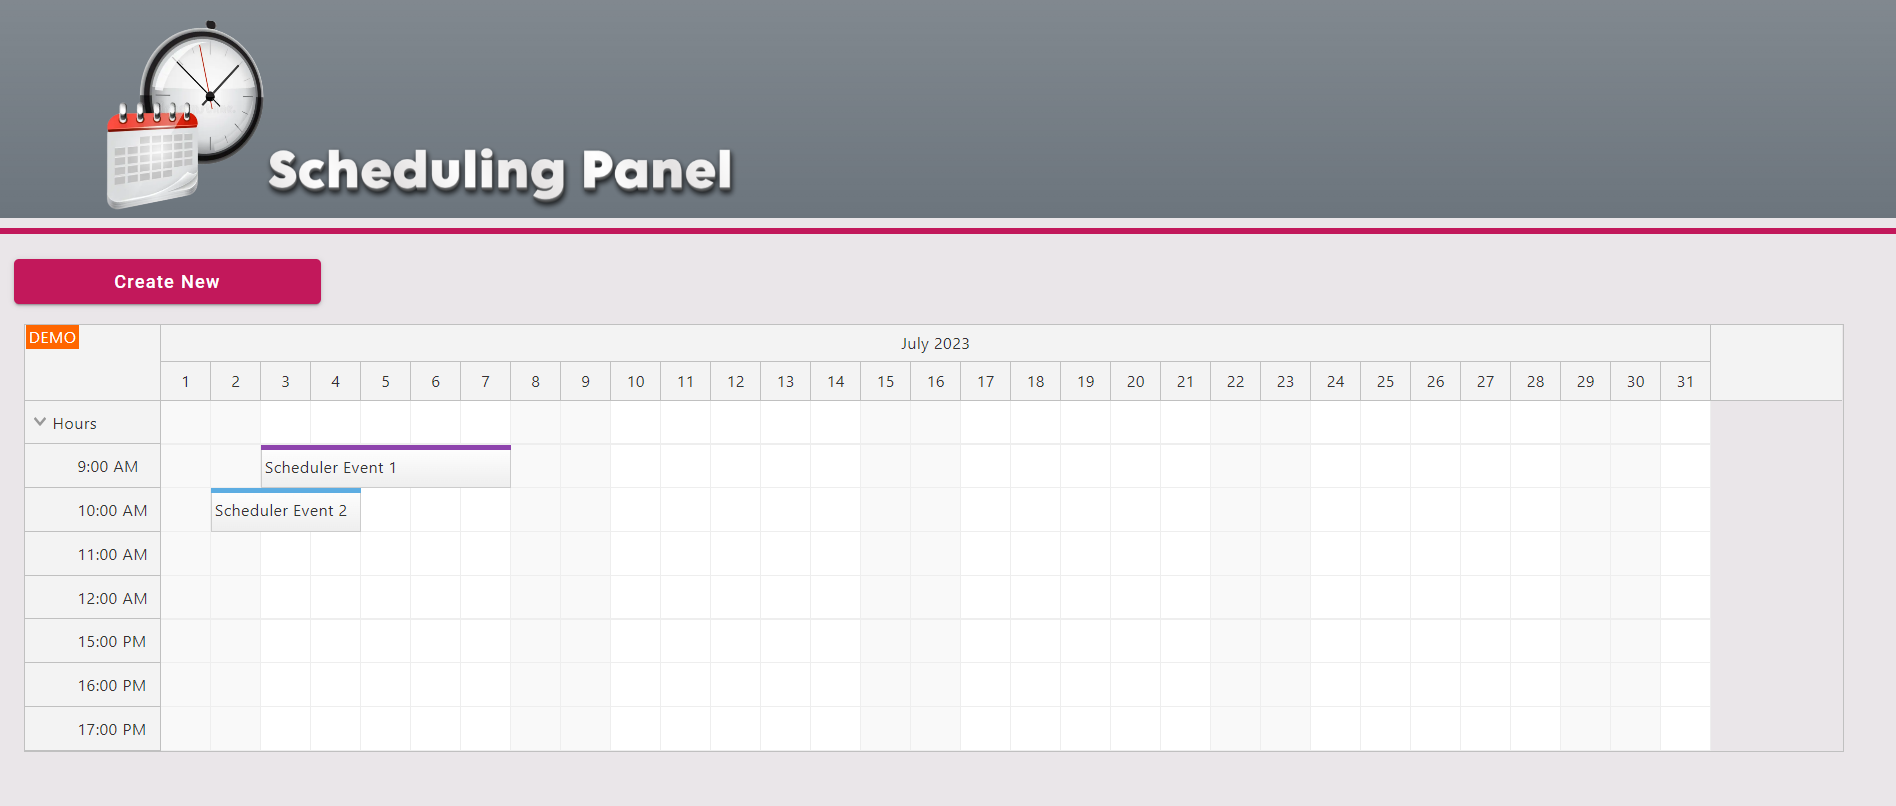 Scheduling Panel
Create New
DEMO
July 2023
1 2 3 4 5 6 7 8 9 10 11 12 13 14 15 16 17 18 19 20 21 22 23 24 25 26 27 28 29 30 31
Hours
9:00 AM
Scheduler Event 1
10:00 AM
Scheduler Event 2
11:00 AM
12:00 AM
15:00 PM
16:00 PM
17:00 PM